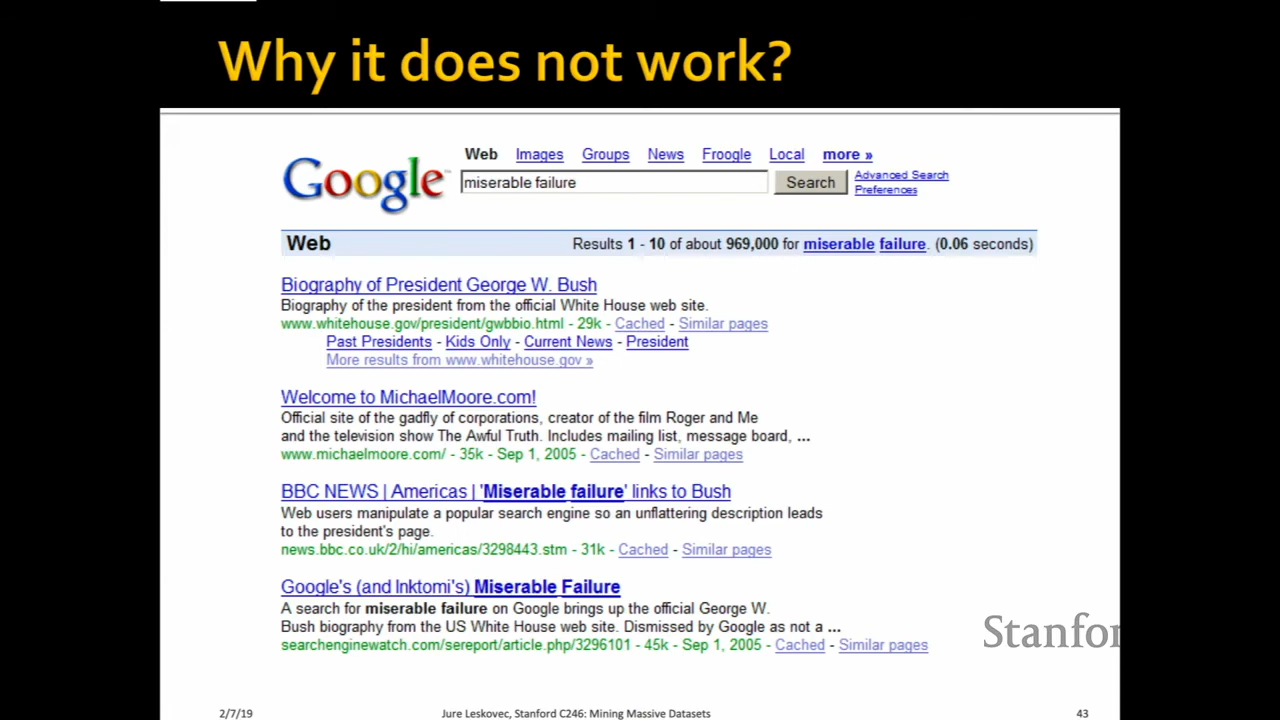 Why it does not work?
Google
Web Images Groups News Froogle Local more »
miserable failure Search Advanced Search
Preferences
Web Results 1 - 10 of about 969,000 for miserable failure. (0.06 seconds)
Biography of President George W. Bush
Biography of the president from the official White House web site.
www.whitehouse.gov/president/gwbbio.html - 29k - Cached - Similar pages
Past Presidents - Kids Only - Current News - President
More results from www.whitehouse.gov »
Welcome to MichaelMoore.com!
Official site of the gadfly of corporations, creator of the film Roger and Me
and the television show The Awful Truth. Includes mailing list, message board, ...
www.michaelmoore.com/ - 35k - Sep 1, 2005 - Cached - Similar pages
BBC NEWS | Americas | 'Miserable failure' links to Bush
Web users manipulate a popular search engine so an unflattering description leads
to the president's page.
news.bbc.co.uk/2/hi/americas/3298443.stm - 31k - Cached - Similar pages
Google's (and Inktomi's) Miserable Failure
A search for miserable failure on Google brings up the official George W.
Bush biography from the US White House web site. Dismissed by Google as not a ...
searchenginewatch.com/sereport/article.php/3296101 - 45k - Sep 1, 2005 - Cached - Similar pages
Stanfor
2/7/19 Jure Leskovec, Stanford C246: Mining Massive Datasets 43